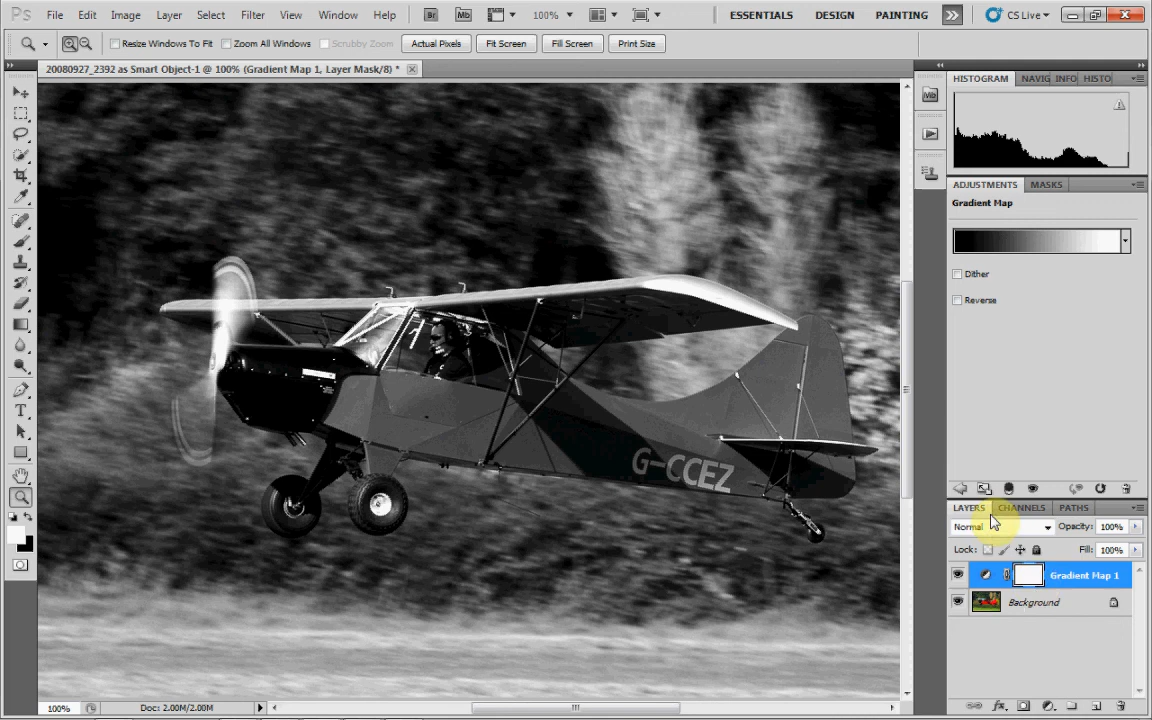 Ps File Edit Image Layer Select Filter View Window Help Br Mb 100% ESSENTIALS DESIGN PAINTING CS Live
Resize Windows To Fit Zoom All Windows Scrubby Zoom Actual Pixels Fit Screen Fill Screen Print Size
20080927_2392 as Smart Object-1 @ 100% (Gradient Map 1, Layer Mask/8) *
HISTOGRAM NAVIG INFO HISTO
Mb
ADJUSTMENTS MASKS
Gradient Map
Dither
Reverse
G-CCEZ
LAYERS CHANNELS PATHS
Normal Opacity: 100%
Lock: Fill: 100%
Gradient Map 1
Background
100% Doc: 2.00M/2.00M